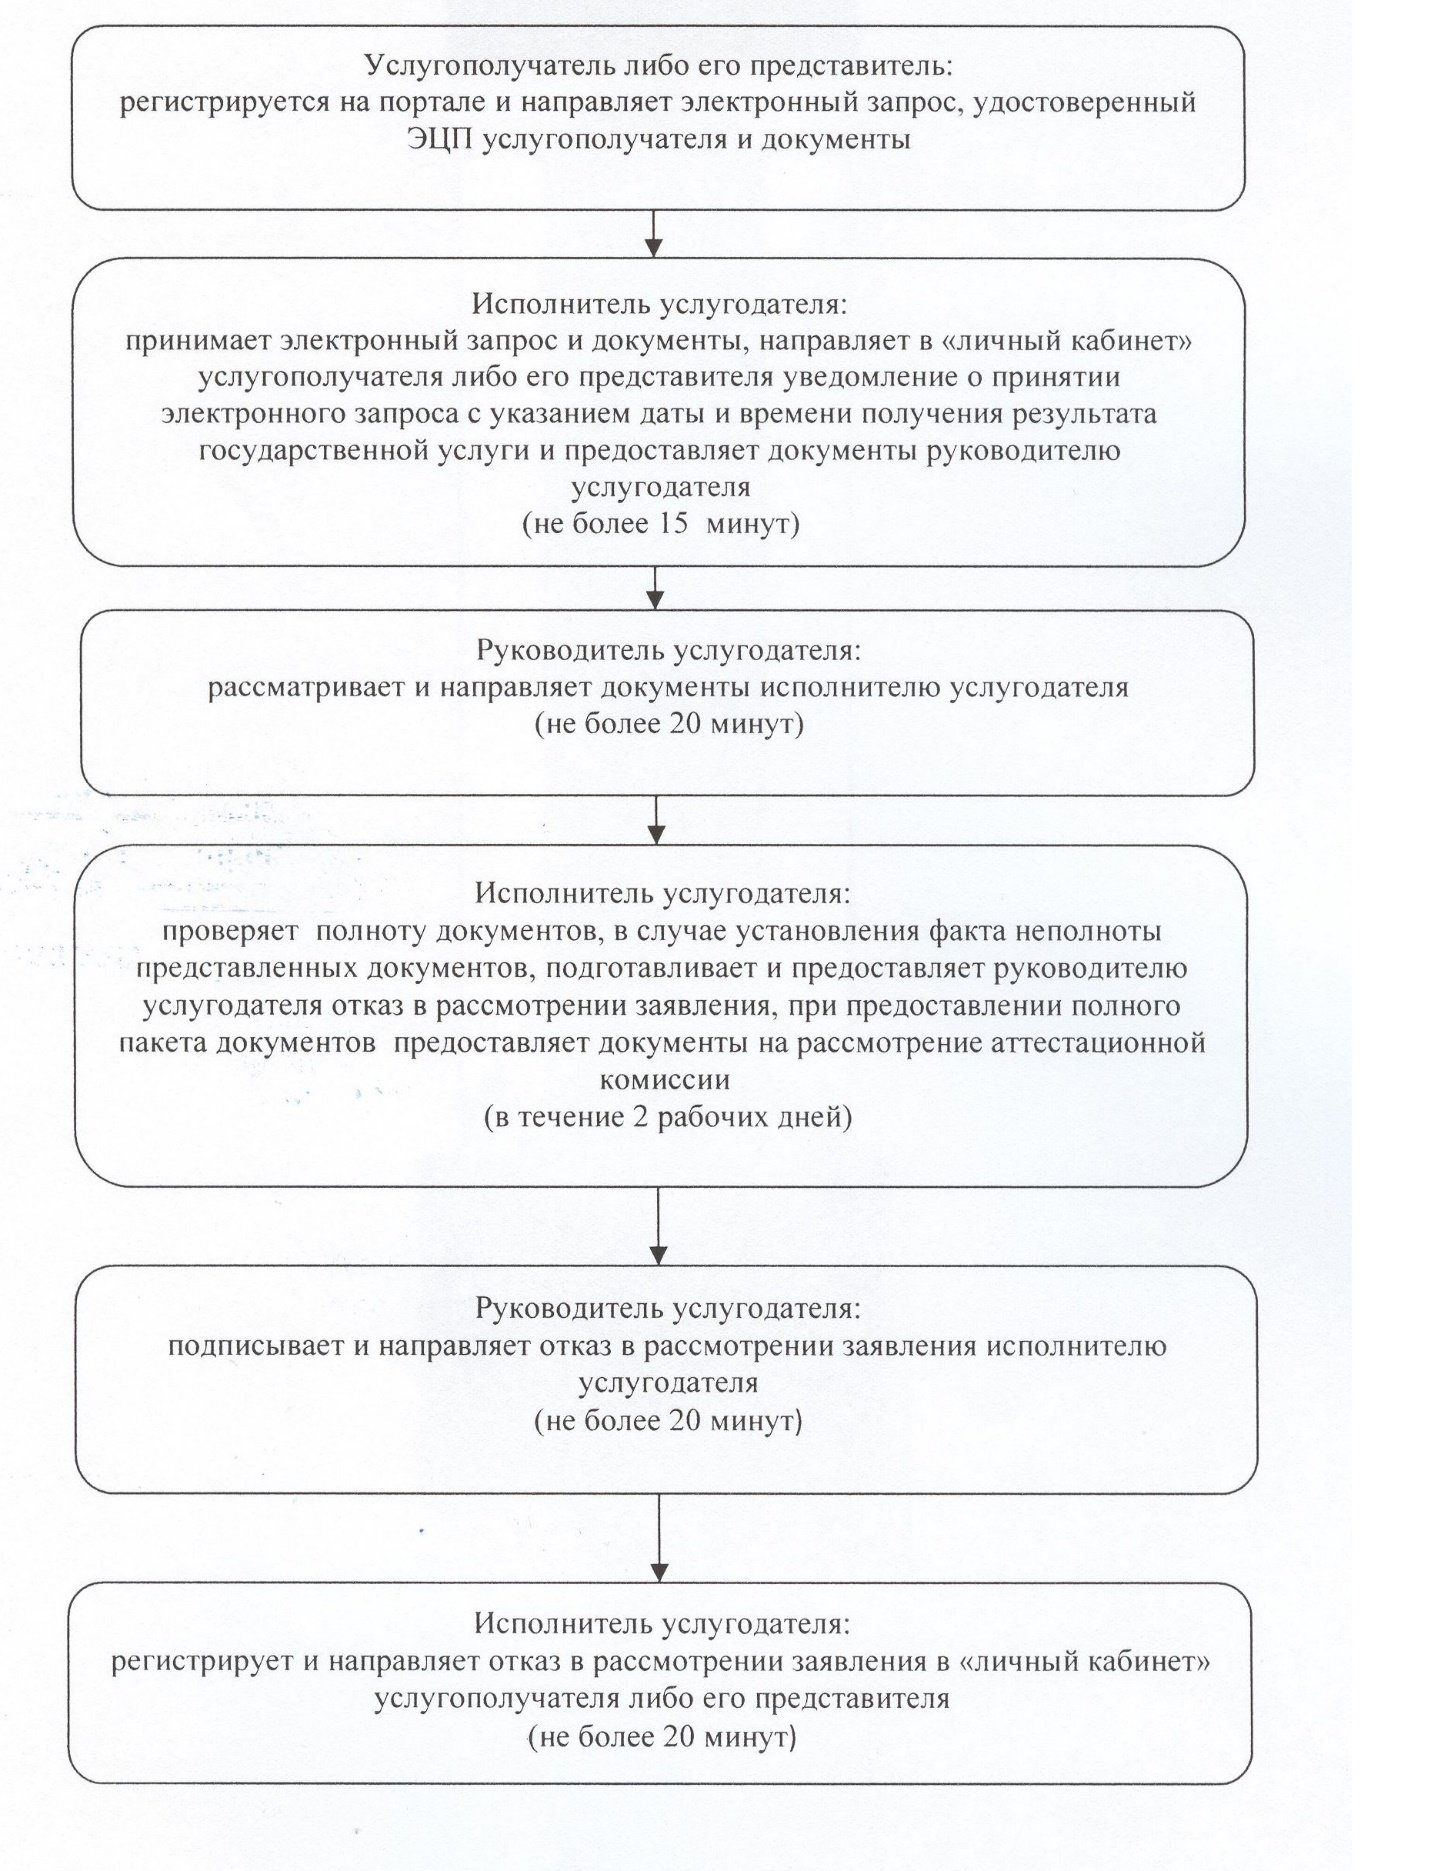 Услугополучатель либо его представитель:
регистрируется на портале и направляет электронный запрос, удостоверенный
ЭЦП услугополучателя и документы
Исполнитель услугодателя:
принимает электронный запрос и документы, направляет в «личный кабинет»
услугополучателя либо его представителя уведомление о принятии
электронного запроса с указанием даты и времени получения результата
государственной услуги и предоставляет документы руководителю
услугодателя
(не более 15 минут)
Руководитель услугодателя:
рассматривает и направляет документы исполнителю услугодателя
(не более 20 минут)
Исполнитель услугодателя:
проверяет полноту документов, в случае установления факта неполноты
представленных документов, подготавливает и предоставляет руководителю
услугодателя отказ в рассмотрении заявления, при предоставлении полного
пакета документов предоставляет документы на рассмотрение аттестационной
комиссии
(в течение 2 рабочих дней)
Руководитель услугодателя:
подписывает и направляет отказ в рассмотрении заявления исполнителю
услугодателя
(не более 20 минут)
Исполнитель услугодателя:
регистрирует и направляет отказ в рассмотрении заявления в «личный кабинет»
услугополучателя либо его представителя
(не более 20 минут)